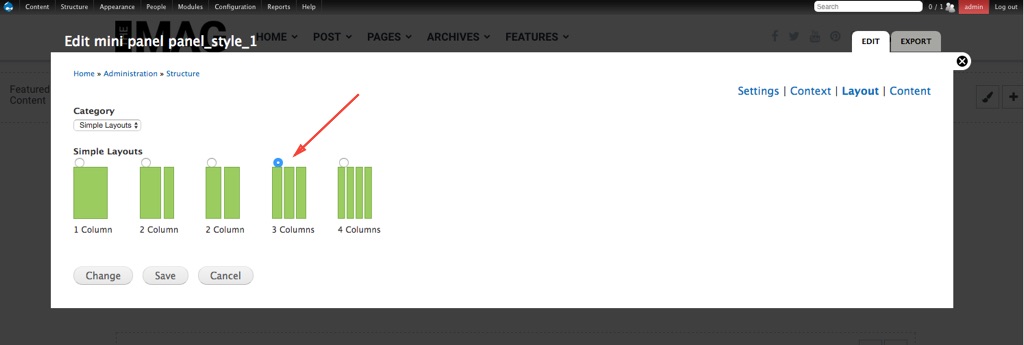 Content Structure Appearance People Modules Configuration Reports Help Search 0 / 1 admin Log out
THE MAG HOME POST PAGES ARCHIVES FEATURES
Edit mini panel panel_style_1 EDIT EXPORT
Home » Administration » Structure
Featured
Content
Settings | Context | Layout | Content
Category
Simple Layouts
Simple Layouts
1 Column 2 Column 2 Column 3 Columns 4 Columns
Change Save Cancel